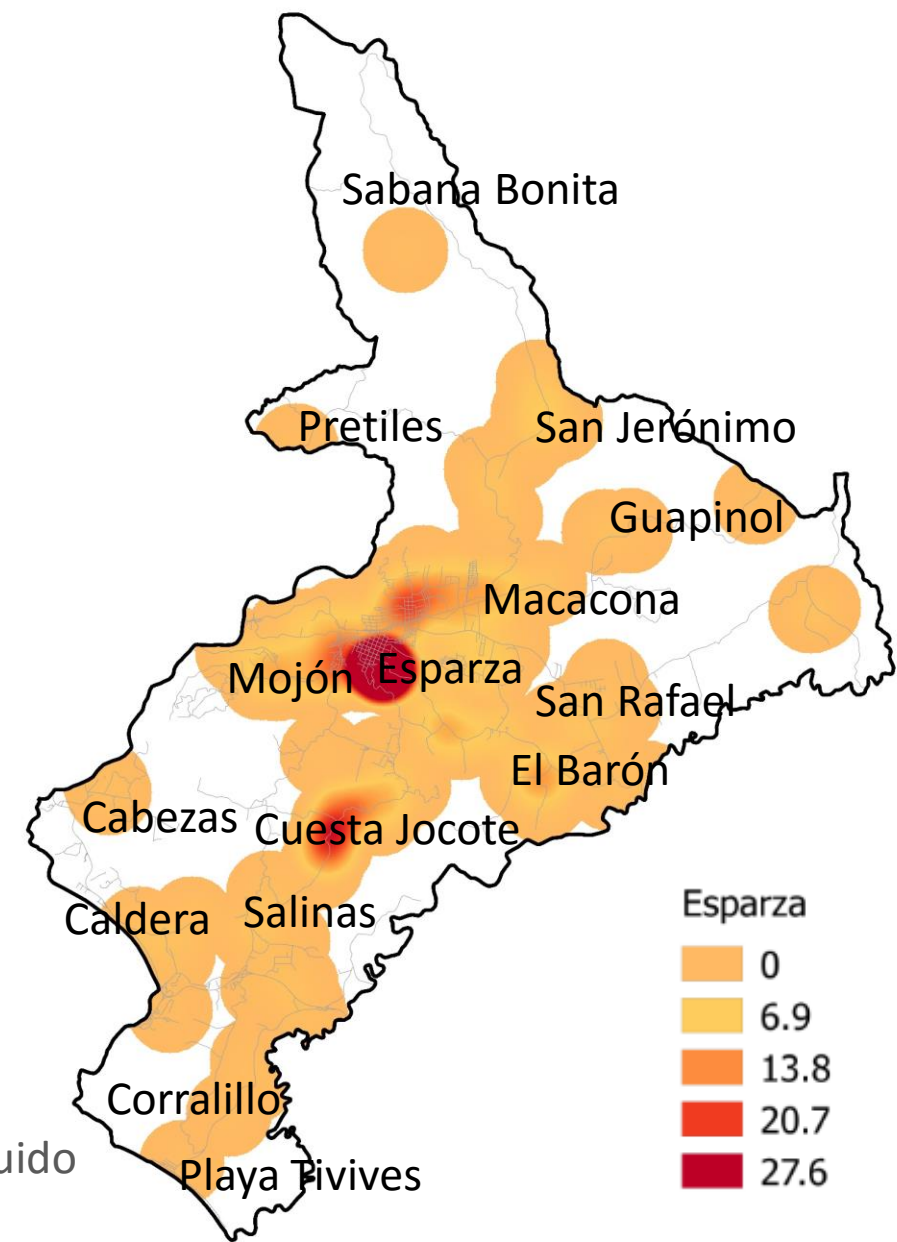 Sabana Bonita
Pretiles
San Jerónimo
Guapinol
Macacona
Mojón
Esparza
San Rafael
El Barón
Cabezas
Cuesta Jocote
Caldera
Salinas
Corralillo
uido
Playa Tivives
Esparza
0
6.9
13.8
20.7
27.6